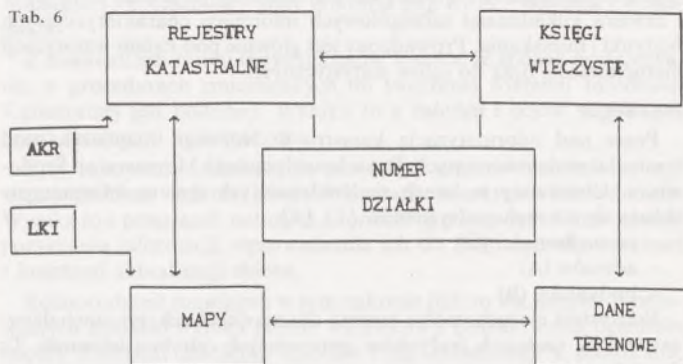 Tab. 6
REJESTRY
KATASTRALNE
KSIĘGI
WIECZYSTE
AKR
LKI
NUMER
DZIAŁKI
MAPY
DANE
TERENOWE